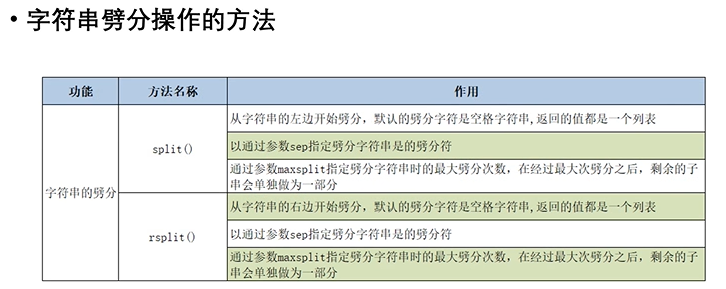 • 字符串劈分操作的方法
功能 方法名称 作用
字符串的劈分
split()
从字符串的左边开始劈分，默认的劈分字符是空格字符串,返回的值都是一个列表
以通过参数sep指定劈分字符串是的劈分符
通过参数maxsplit指定劈分字符串时的最大劈分次数，在经过最大次劈分之后，剩余的子
串会单独做为一部分
rsplit()
从字符串的右边开始劈分，默认的劈分字符是空格字符串,返回的值都是一个列表
以通过参数sep指定劈分字符串是的劈分符
通过参数maxsplit指定劈分字符串时的最大劈分次数，在经过最大次劈分之后，剩余的子
串会单独做为一部分